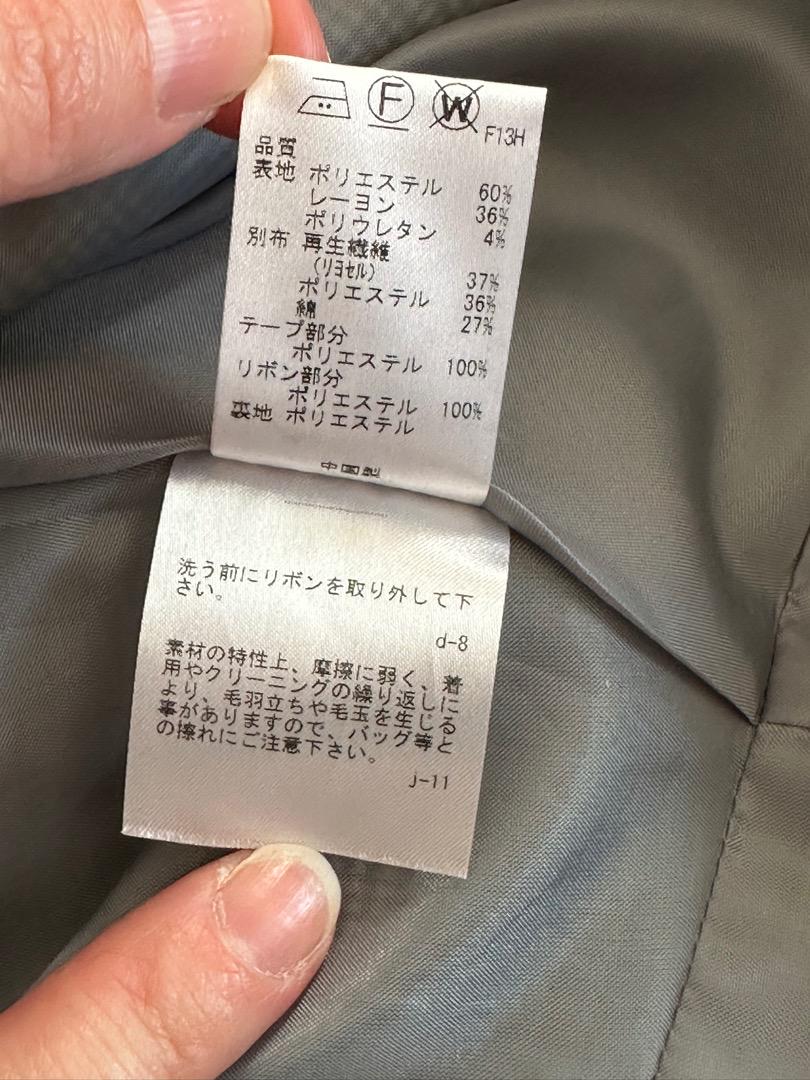 F W
F13H
品質
表地 ポリエステル 60%
レーヨン 36%
ポリウレタン 4%
別布 再生繊維
(リヨセル) 37%
ポリエステル 36%
綿 27%
テープ部分
ポリエステル 100%
リボン部分
ポリエステル 100%
裏地 ポリエステル
中国製
洗う前にリボンを取り外して下
さい。
d-8
素材の特性上、摩擦に弱く、着
用やクリーニングの繰り返しに
より、毛羽立ちや毛玉を生じる
事がありますので、バッグ等と
の擦れにご注意下さい。
J-11